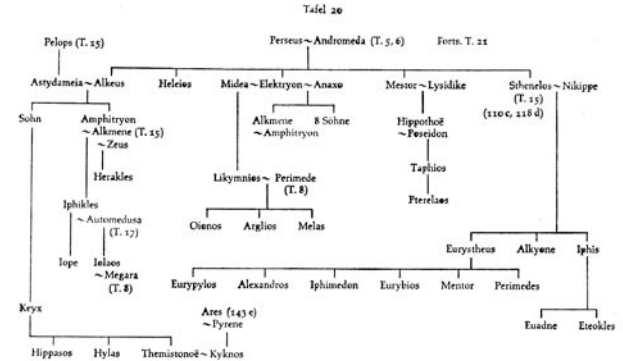 Tafel 20
Pelops (T. 15) Perseus ~ Andromeda (T. 5, 6) Forts. T. 21
Astydameia ~ Alkeus Heleios Midea ~ Elektryon ~ Anaxo Mestor ~ Lysidike Sthenelos ~ Nikippe
(T. 15)
(110 c, 118 d)
Sohn Amphitryon Alkmene 8 Söhne Hippothoë
~ Alkmene (T. 15) ~ Amphitryon ~ Poseidon
~ Zeus
Herakles Taphios
Likymnios ~ Perimede
(T. 8)
Pterelaos
Iphikles
~ Automedusa
(T. 17)
Oionos Arglios Melas
Eurystheus Alkyone Iphis
Iope Iolaos
~ Megara
(T. 8)
Eurypylos Alexandros Iphimedon Eurybios Mentor Perimedes
Keyx Ares (143 c)
~ Pyrene
Euadne Eteokles
Hippasos Hylas Themistonoë ~ Kyknos